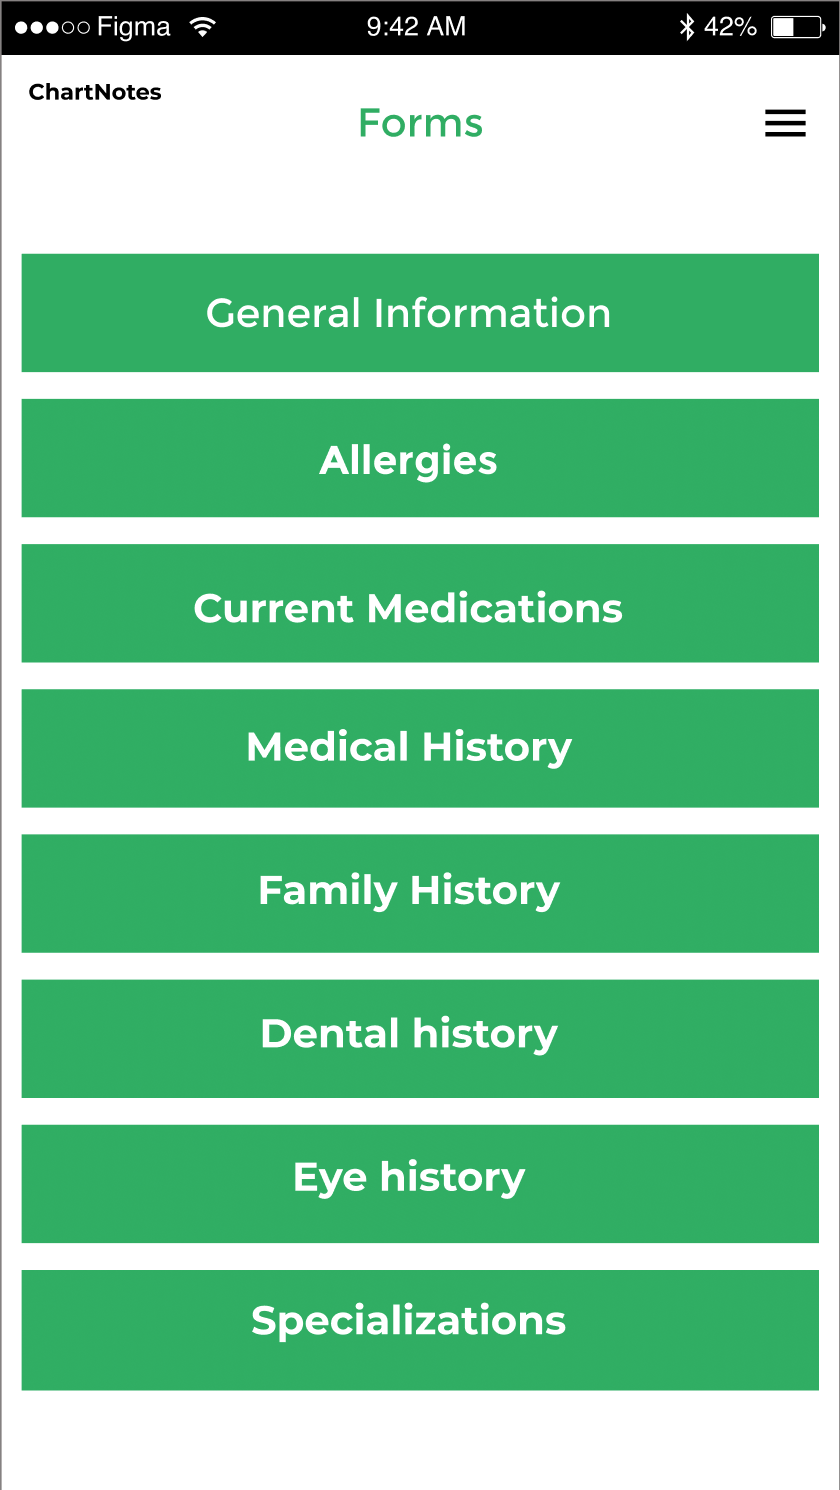 Figma 9:42 AM 42%
ChartNotes
Forms
General Information
Allergies
Current Medications
Medical History
Family History
Dental history
Eye history
Specializations